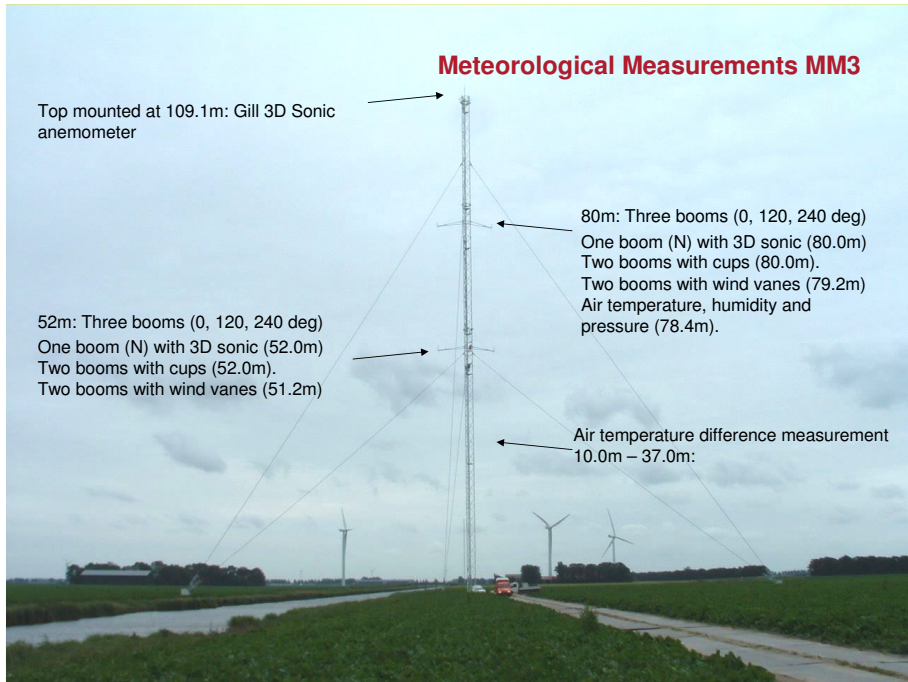 Meteorological Measurements MM3
Top mounted at 109.1m: Gill 3D Sonic
anemometer
80m: Three booms (0, 120, 240 deg)
One boom (N) with 3D sonic (80.0m)
Two booms with cups (80.0m).
Two booms with wind vanes (79.2m)
Air temperature, humidity and
pressure (78.4m).
52m: Three booms (0, 120, 240 deg)
One boom (N) with 3D sonic (52.0m)
Two booms with cups (52.0m).
Two booms with wind vanes (51.2m)
Air temperature difference measurement
10.0m – 37.0m: